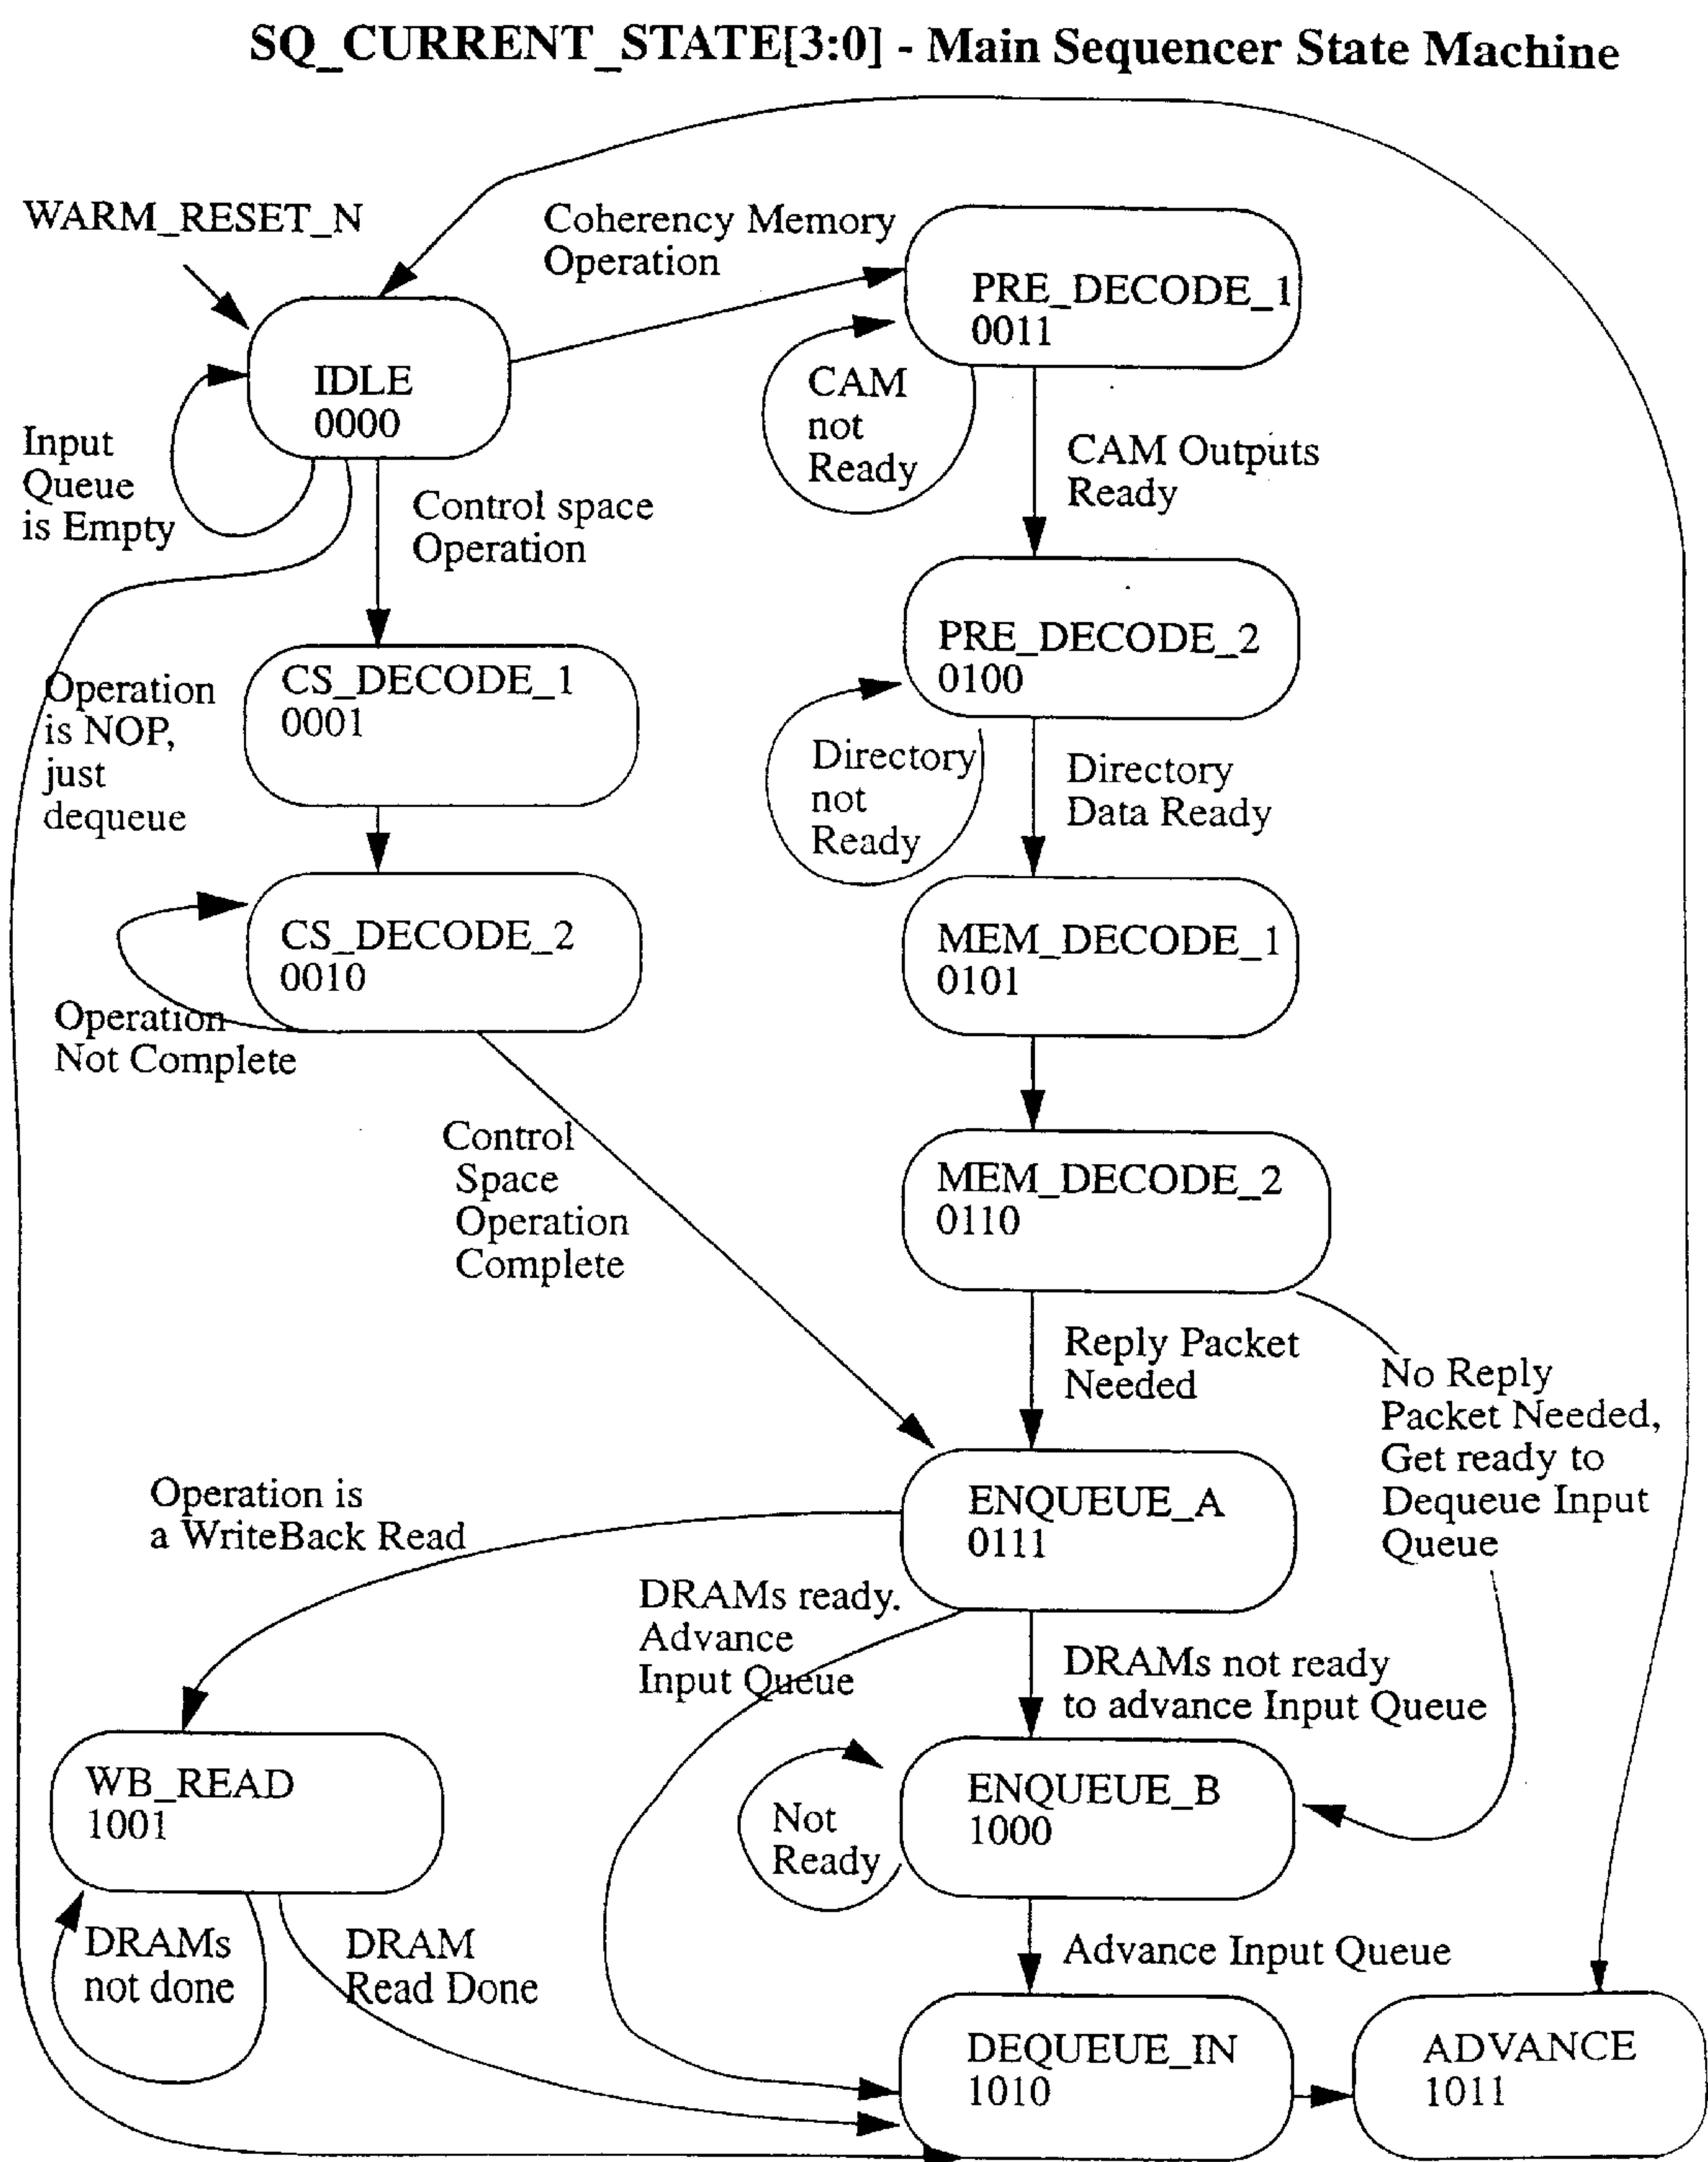 SQ_CURRENT_STATE[3:0] - Main Sequencer State Machine
WARM_RESET_N
Coherency Memory
Operation
PRE_DECODE_1
0011
IDLE
0000
CAM
not
Ready
Input
Queue
is Empty
CAM Outputs
Ready
Control space
Operation
PRE_DECODE_2
0100
CS_DECODE_1
0001
Operation
is NOP,
just
dequeue
Directory
not
Ready
Directory
Data Ready
CS_DECODE_2
0010
MEM_DECODE_1
0101
Operation
Not Complete
Control
Space
Operation
Complete
MEM_DECODE_2
0110
Reply Packet
Needed
No Reply
Packet Needed,
Get ready to
Dequeue Input
Queue
Operation is
a WriteBack Read
ENQUEUE_A
0111
DRAMs ready.
Advance
Input Queue
DRAMs not ready
to advance Input Queue
WB_READ
1001
Not
Ready
ENQUEUE_B
1000
DRAMs
not done
DRAM
Read Done
Advance Input Queue
DEQUEUE_IN
1010
ADVANCE
1011